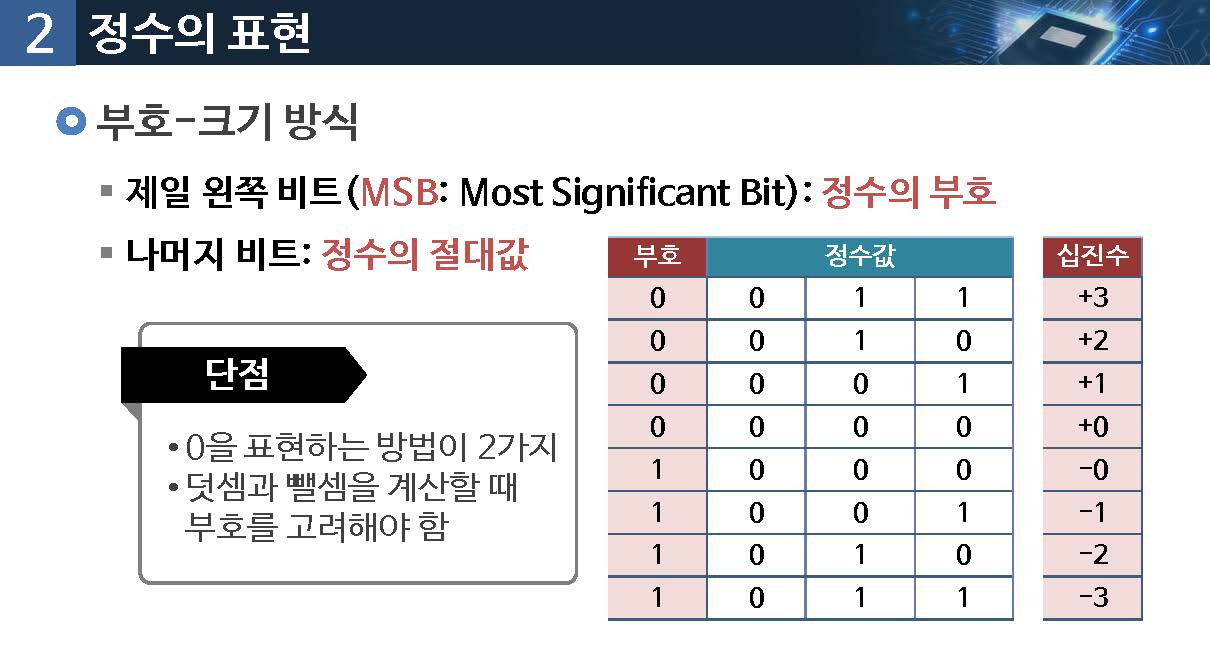 2 정수의 표현
부호-크기 방식
▪ 제일 왼쪽 비트(MSB: Most Significant Bit): 정수의 부호
▪ 나머지 비트: 정수의 절대값
단점
• 0을 표현하는 방법이 2가지
• 덧셈과 뺄셈을 계산할 때
부호를 고려해야 함
부호 정수값 십진수
0 0 1 1 +3
0 0 1 0 +2
0 0 0 1 +1
0 0 0 0 +0
1 0 0 0 -0
1 0 0 1 -1
1 0 1 0 -2
1 0 1 1 -3